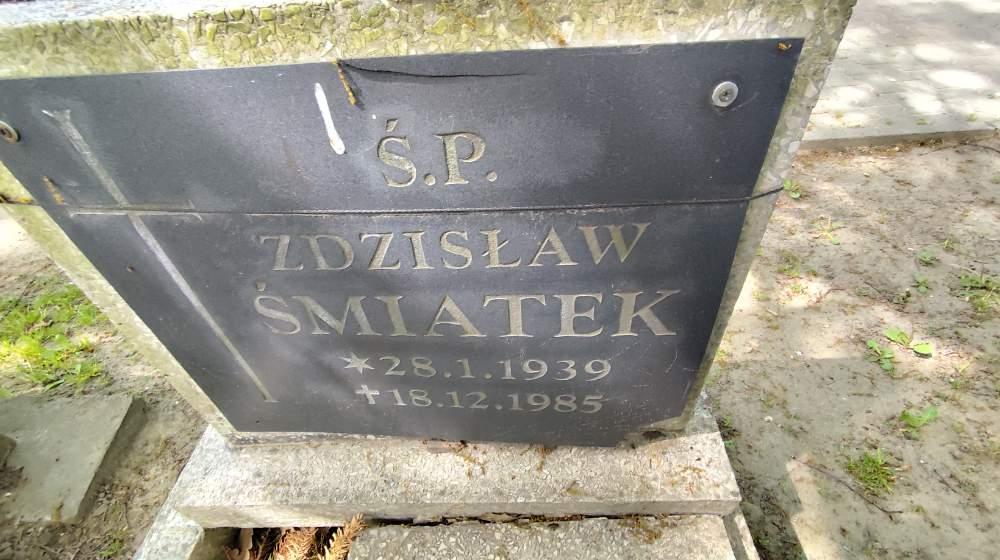 Ś.P.
ZDZISŁAW
ŚMIATEK
*28.1.1939
†18.12.1985